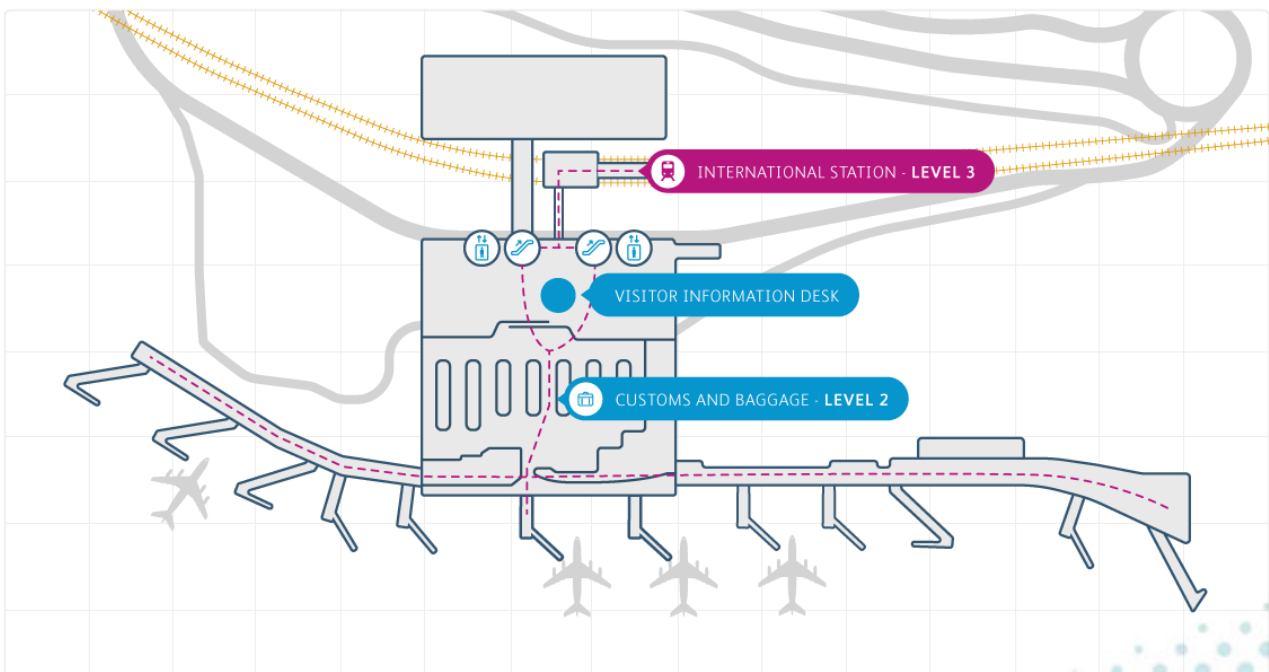 INTERNATIONAL STATION - LEVEL 3
VISITOR INFORMATION DESK
CUSTOMS AND BAGGAGE - LEVEL 2